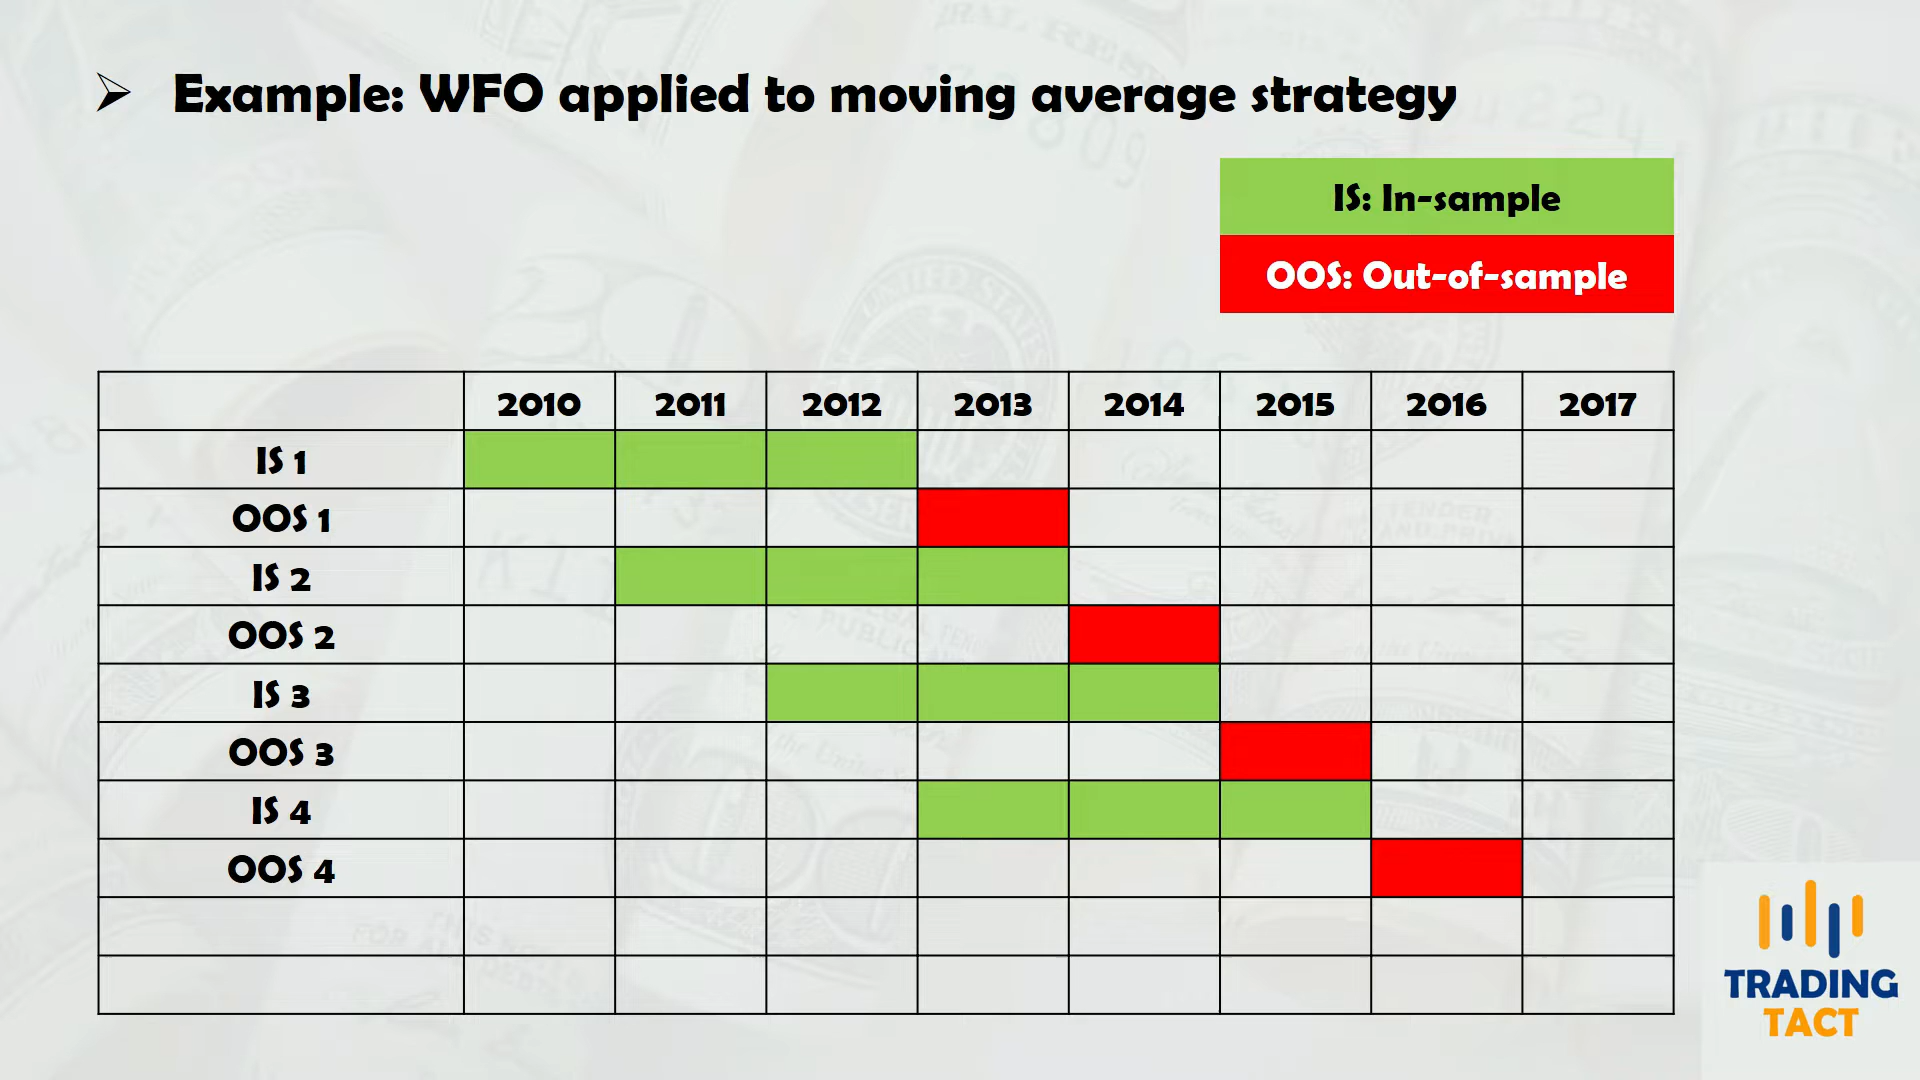 Example: WFO applied to moving average strategy
IS: In-sample
OOS: Out-of-sample
2010 2011 2012 2013 2014 2015 2016 2017
IS 1
OOS 1
IS 2
OOS 2
IS 3
OOS 3
IS 4
OOS 4
TRADING
TACT